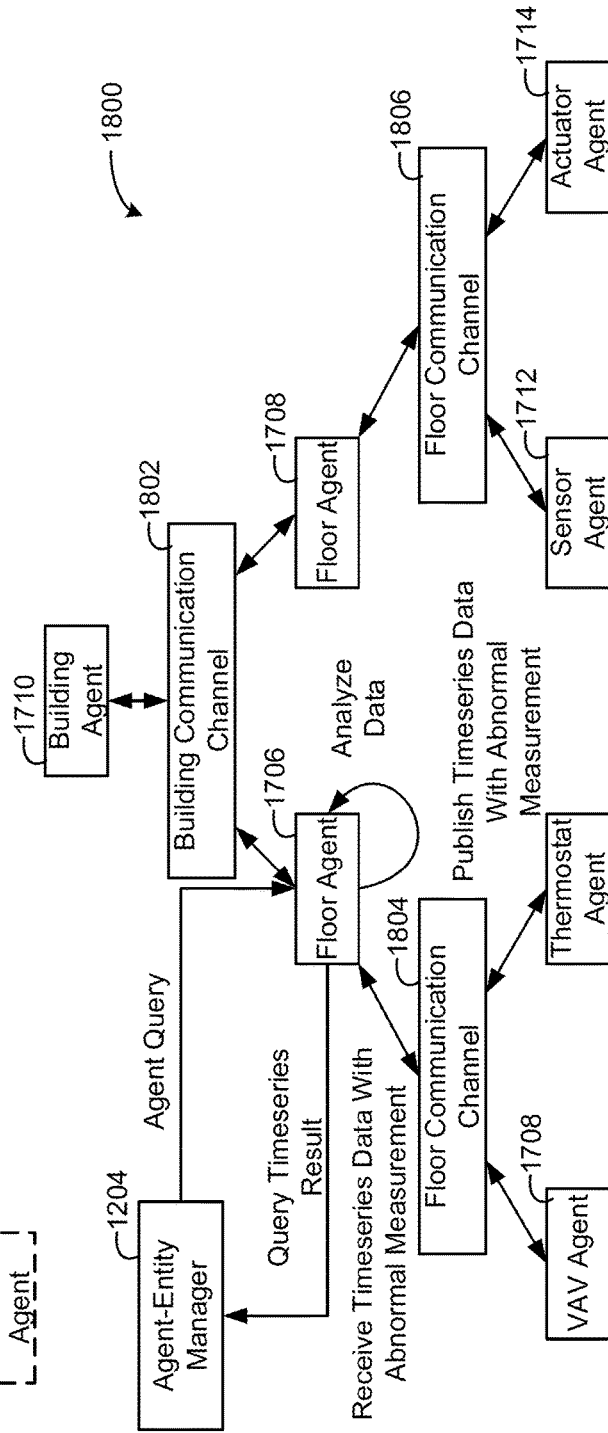 Agent
1800
1710
Building
Agent
1802
Building Communication
Channel
1204
Agent-Entity
Manager
Agent Query
Query Timeseries
Result
1706
Floor Agent
Analyze
Data
1708
Floor Agent
Receive Timeseries Data With
Abnormal Measurement
1804
Floor Communication
Channel
Publish Timeseries Data
With Abnormal
Measurement
1806
Floor Communication
Channel
1708
VAV Agent
Thermostat
Agent
1712
Sensor
Agent
1714
Actuator
Agent